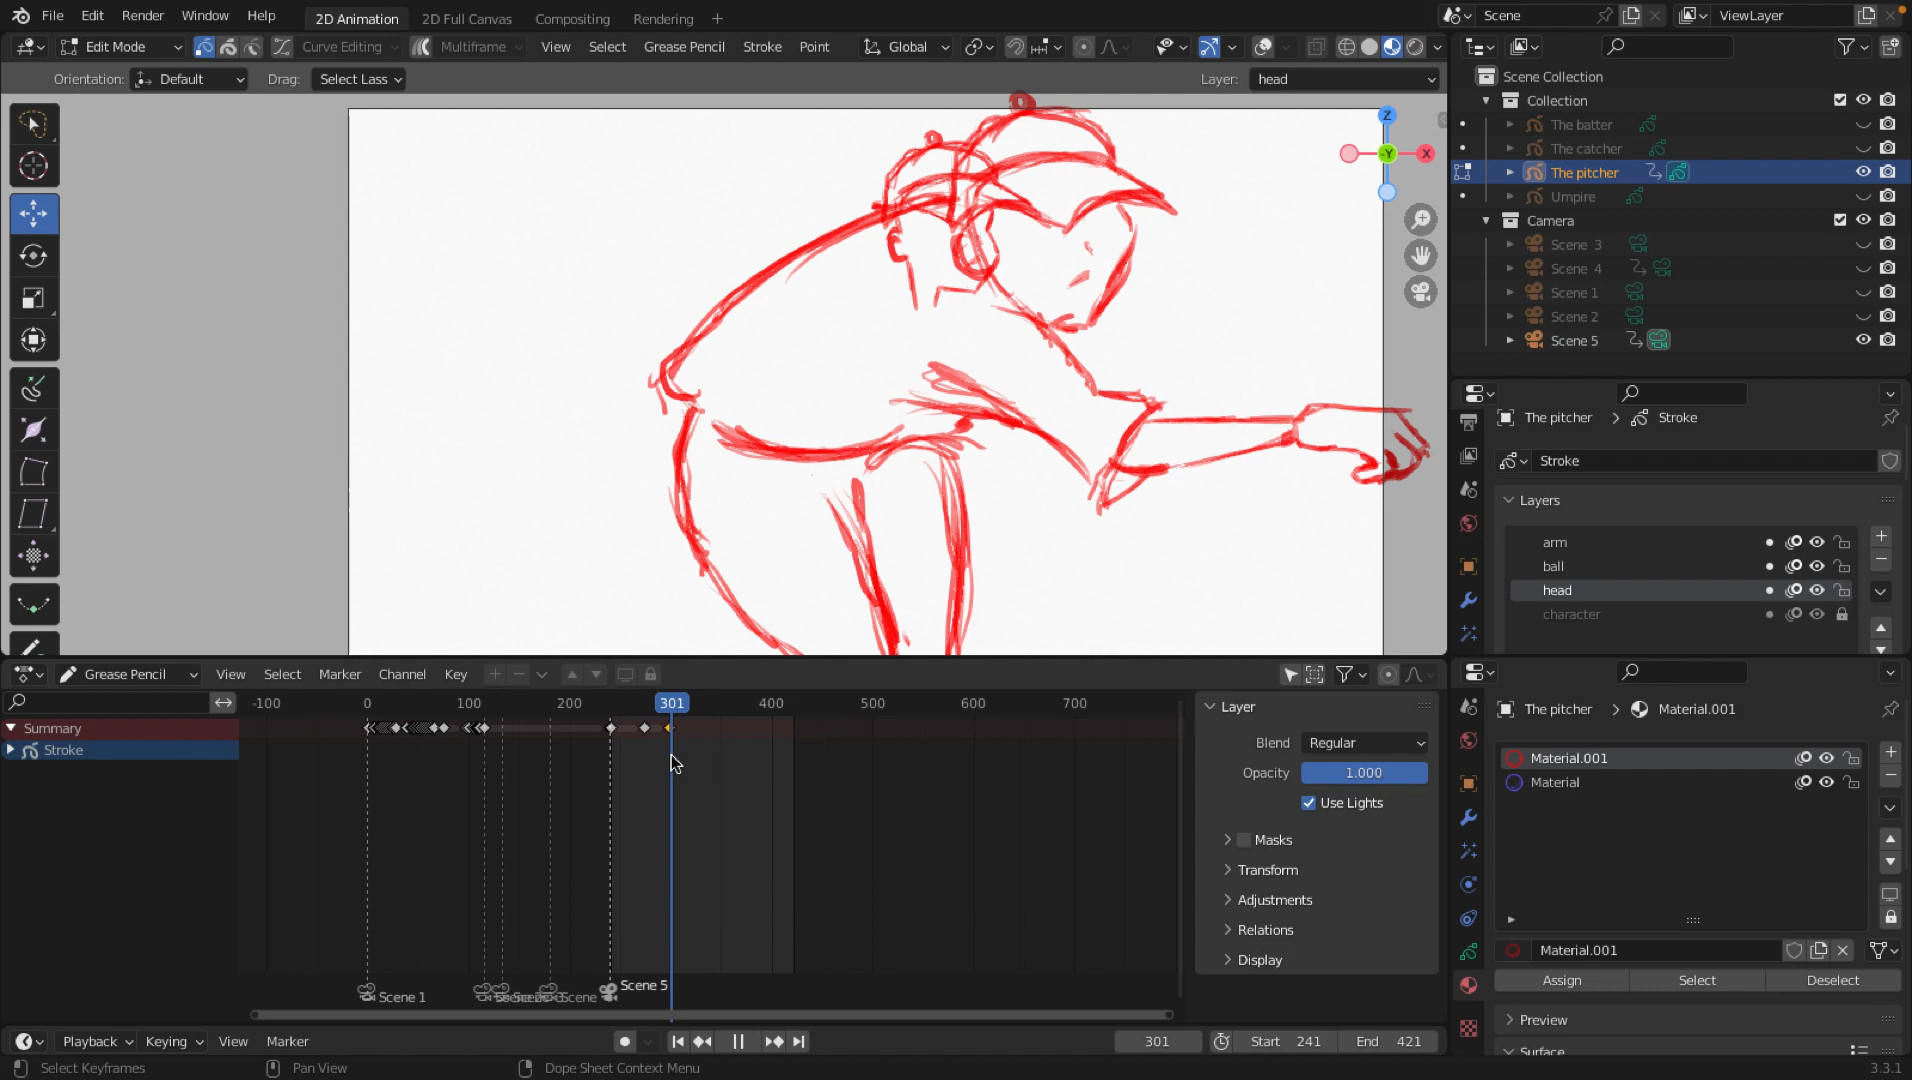 File Edit Render Window Help 2D Animation 2D Full Canvas Compositing Rendering + Scene ViewLayer
Edit Mode Curve Editing Multiframe View Select Grease Pencil Stroke Point Global
Orientation: Default Drag: Select Lass Layer: head
Scene Collection
Collection
The batter
The catcher
The pitcher
Umpire
Camera
Scene 3
Scene 4
Scene 1
Scene 2
Scene 5
Z
-Y
X
The pitcher > Stroke
Stroke
Layers
arm
ball
head
character
Grease Pencil View Select Marker Channel Key
-100 0 100 200 301 400 500 600 700
Summary
Stroke
Layer
Blend Regular
Opacity 1.000
Use Lights
Masks
Transform
Adjustments
Relations
Display
The pitcher > Material.001
Material.001
Material
Material.001
Assign Select Deselect
Preview
Surface
Scene 5
Scene 1 Scene
Playback Keying View Marker 301 Start 241 End 421
Select Keyframes Pan View Dope Sheet Context Menu 3.3.1